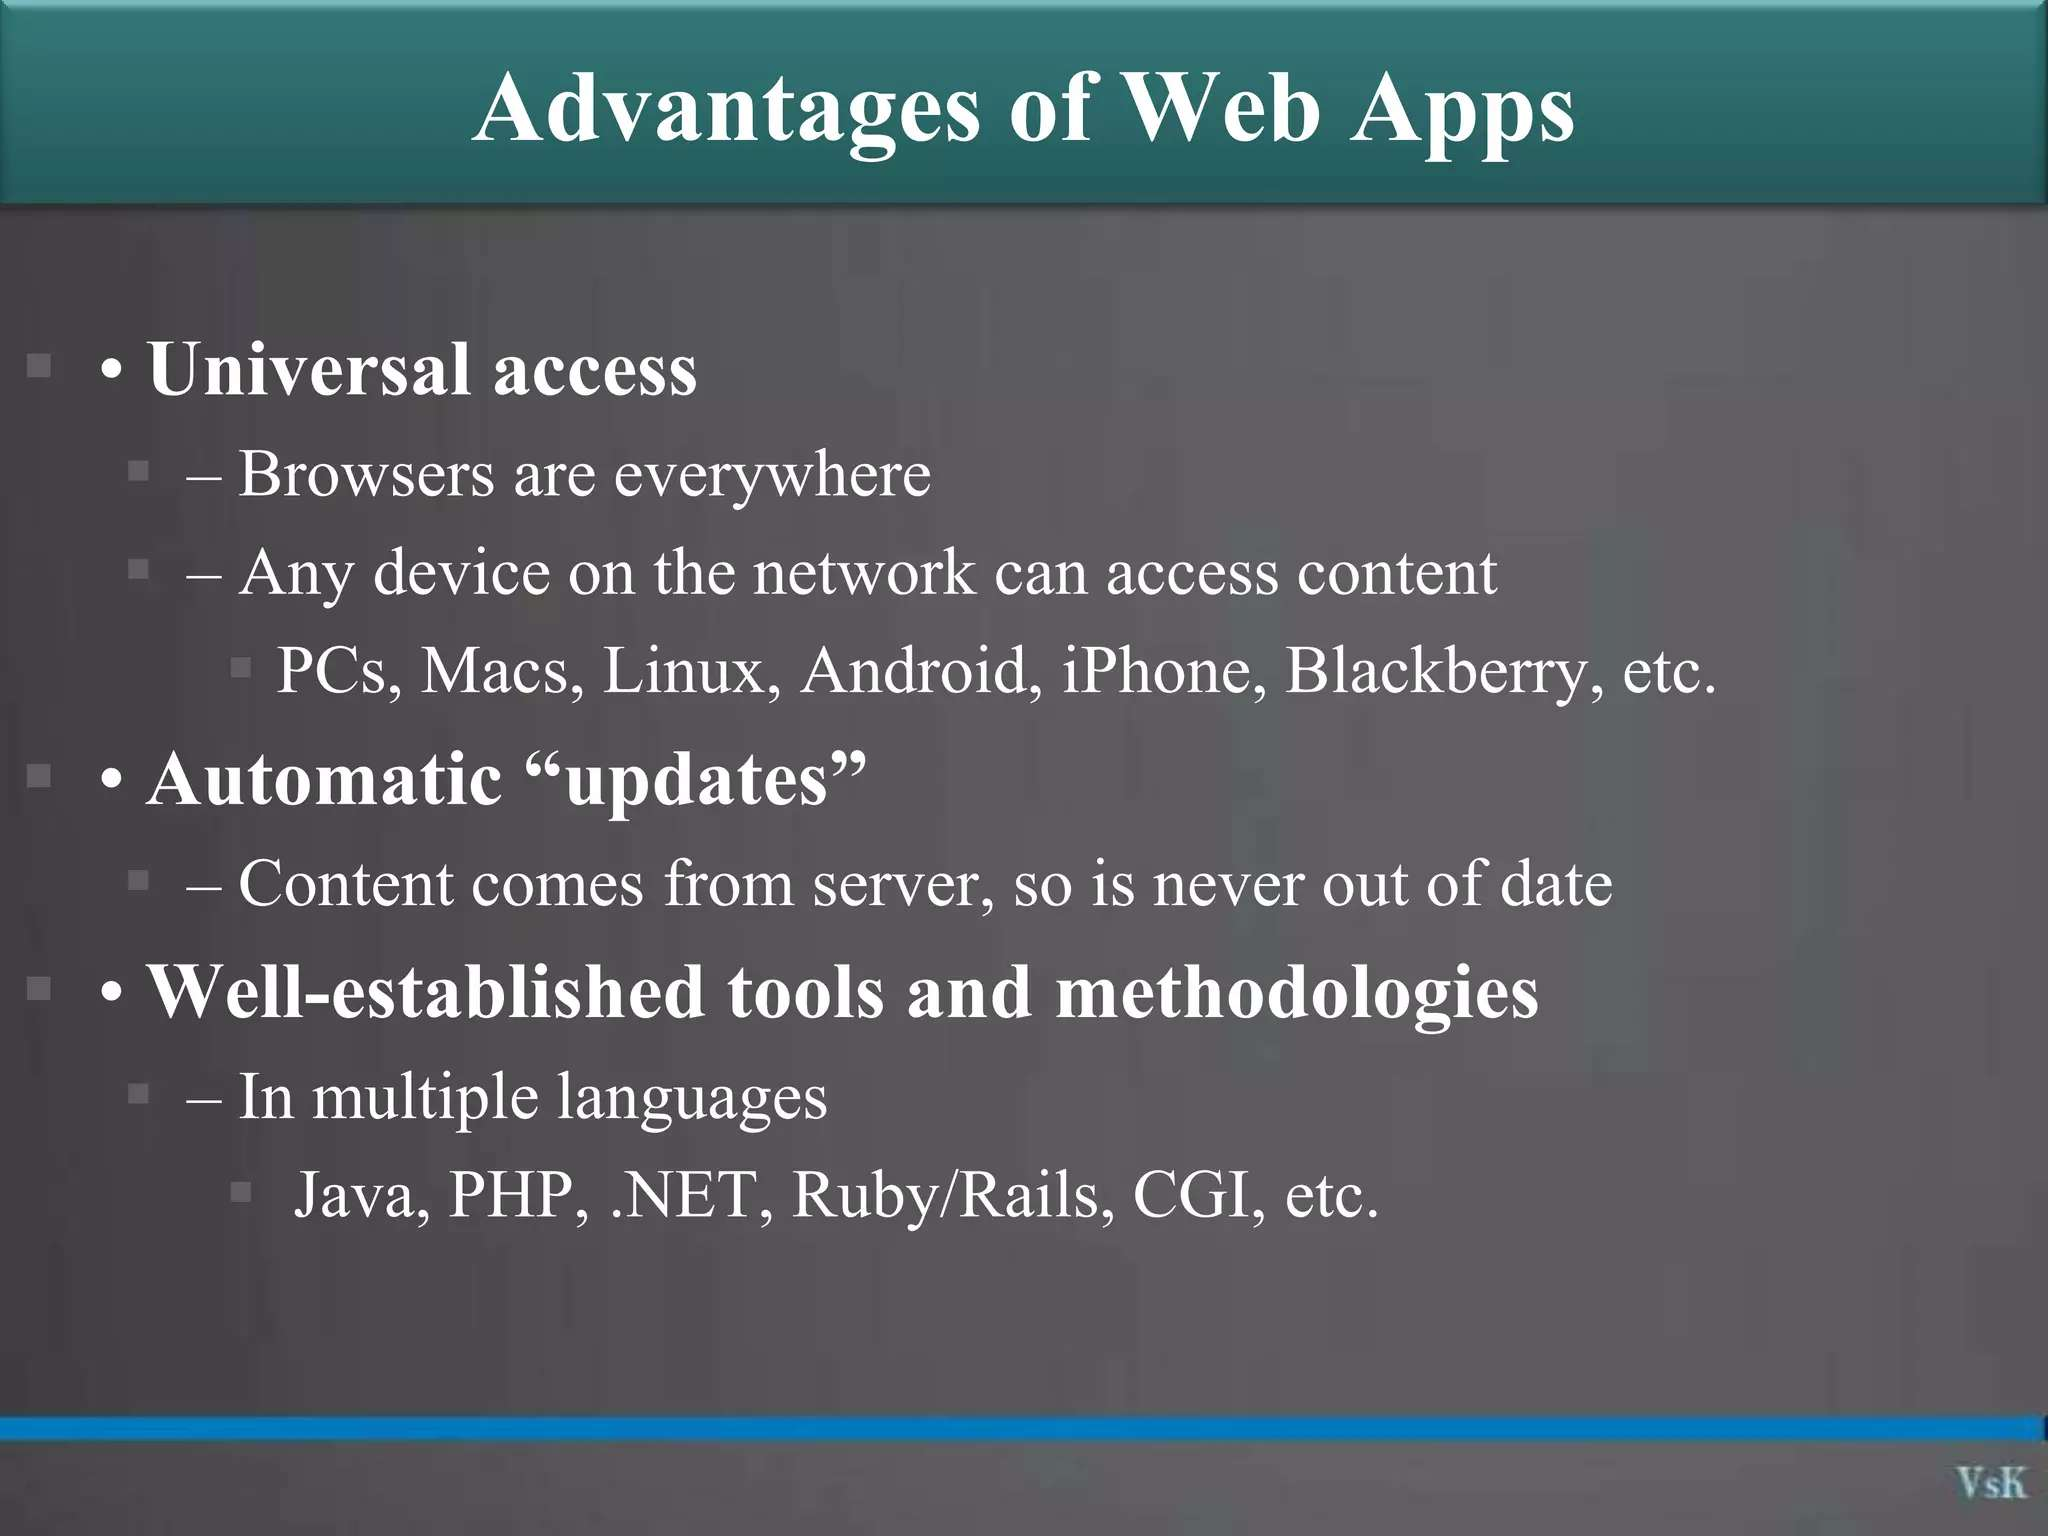 Advantages of Web Apps
• Universal access
– Browsers are everywhere
– Any device on the network can access content
PCs, Macs, Linux, Android, iPhone, Blackberry, etc.
• Automatic “updates”
– Content comes from server, so is never out of date
• Well-established tools and methodologies
– In multiple languages
Java, PHP, .NET, Ruby/Rails, CGI, etc.
VsK